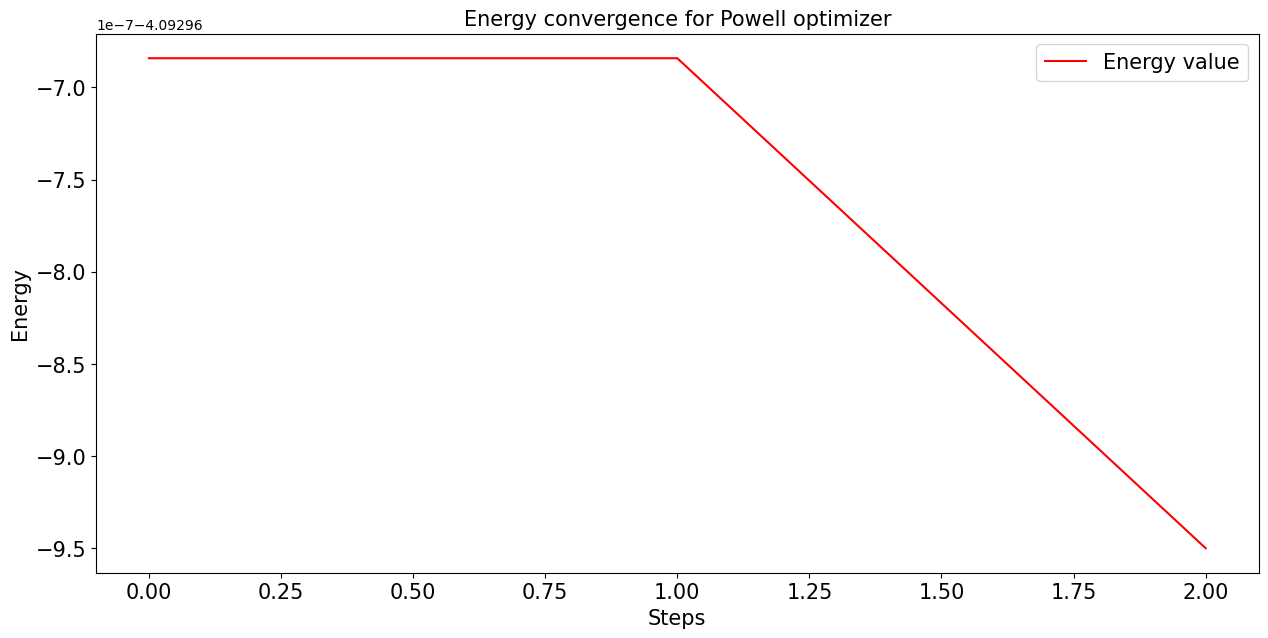 Energy convergence for Powell optimizer
1e−7−4.09296
Energy value
−7.0
−7.5
−8.0
−8.5
−9.0
−9.5
Energy
0.00 0.25 0.50 0.75 1.00 1.25 1.50 1.75 2.00
Steps